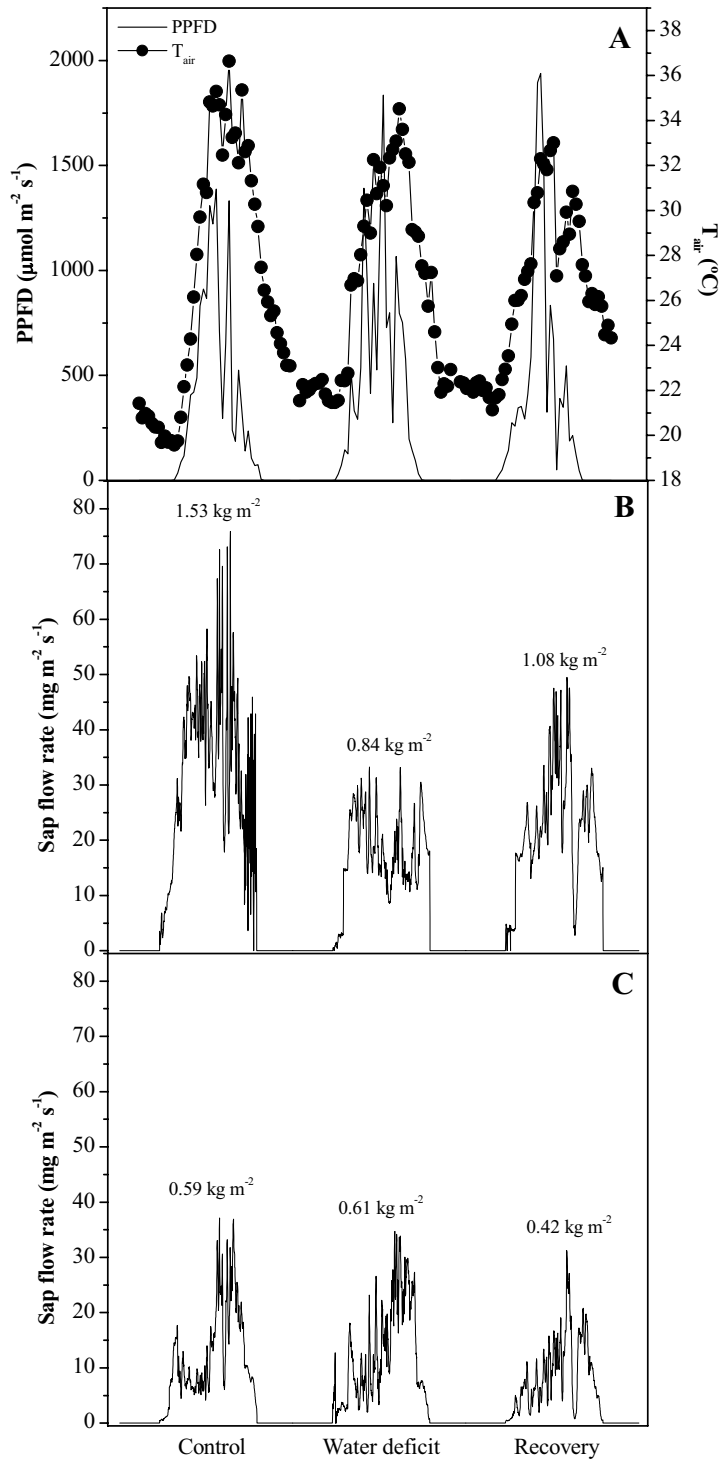 PPFD
T air
A
2000
1500
1000
500
0
PPFD (μmol m-2 s-1)
38
36
34
32
30
28
26
24
22
20
18
T air (ºC)
B
1.53 kg m-2
0.84 kg m-2
1.08 kg m-2
80
70
60
50
40
30
20
10
0
Sap flow rate (mg m-2 s-1)
C
0.59 kg m-2
0.61 kg m-2
0.42 kg m-2
80
70
60
50
40
30
20
10
0
Sap flow rate (mg m-2 s-1)
Control Water deficit Recovery